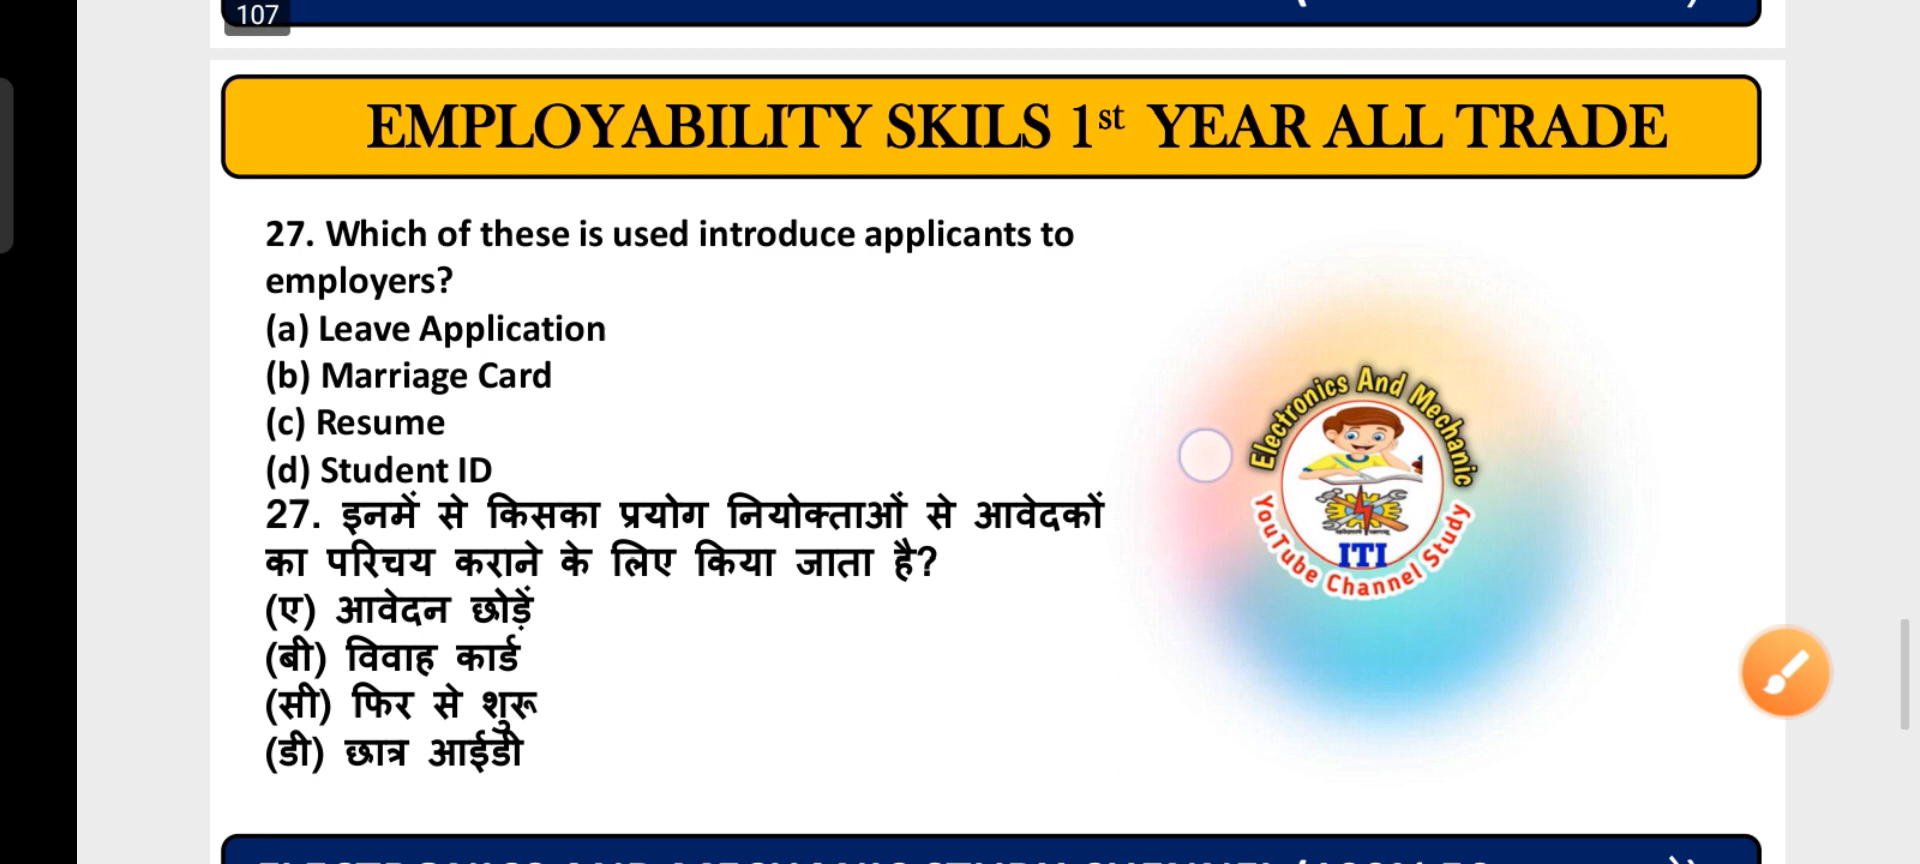 107
EMPLOYABILITY SKILS 1st YEAR ALL TRADE
27. Which of these is used introduce applicants to
employers?
(a) Leave Application
(b) Marriage Card
(c) Resume
(d) Student ID
27. इनमें से किसका प्रयोग नियोक्ताओं से आवेदकों
का परिचय कराने के लिए किया जाता है?
(ए) आवेदन छोड़ें
(बी) विवाह कार्ड
(सी) फिर से शुरू
(डी) छात्र आईडी
Electronics And Mechanic
ITI
YouTube Channel Study